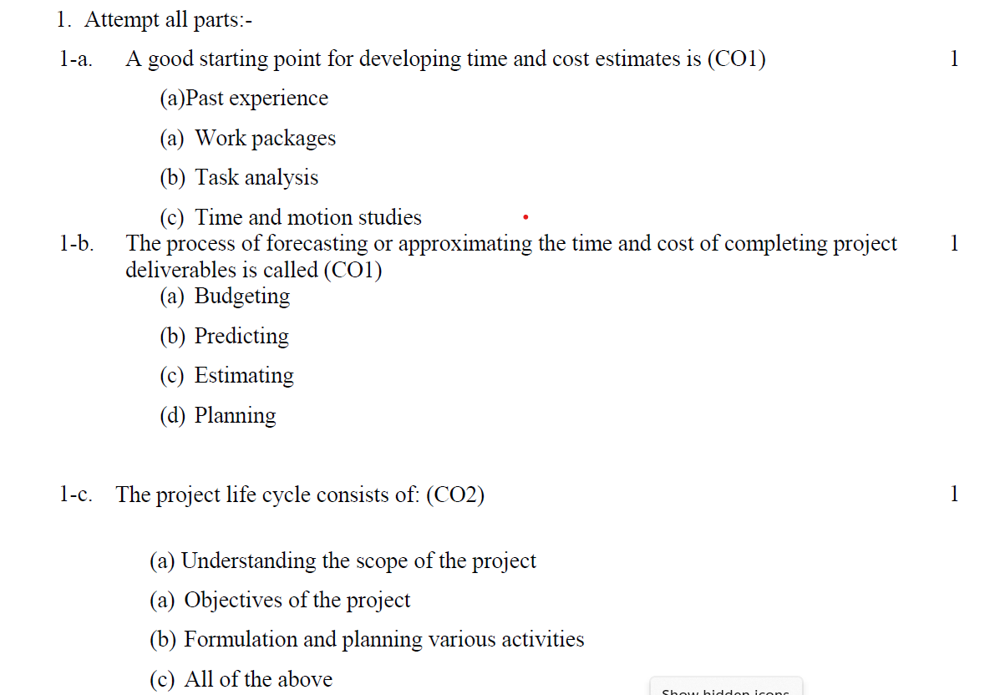 1. Attempt all parts:-
1-a. A good starting point for developing time and cost estimates is (CO1) 1
(a)Past experience
(a) Work packages
(b) Task analysis
(c) Time and motion studies
1-b. The process of forecasting or approximating the time and cost of completing project 1
deliverables is called (CO1)
(a) Budgeting
(b) Predicting
(c) Estimating
(d) Planning
1-c. The project life cycle consists of: (CO2) 1
(a) Understanding the scope of the project
(a) Objectives of the project
(b) Formulation and planning various activities
(c) All of the above
Show hidden icons